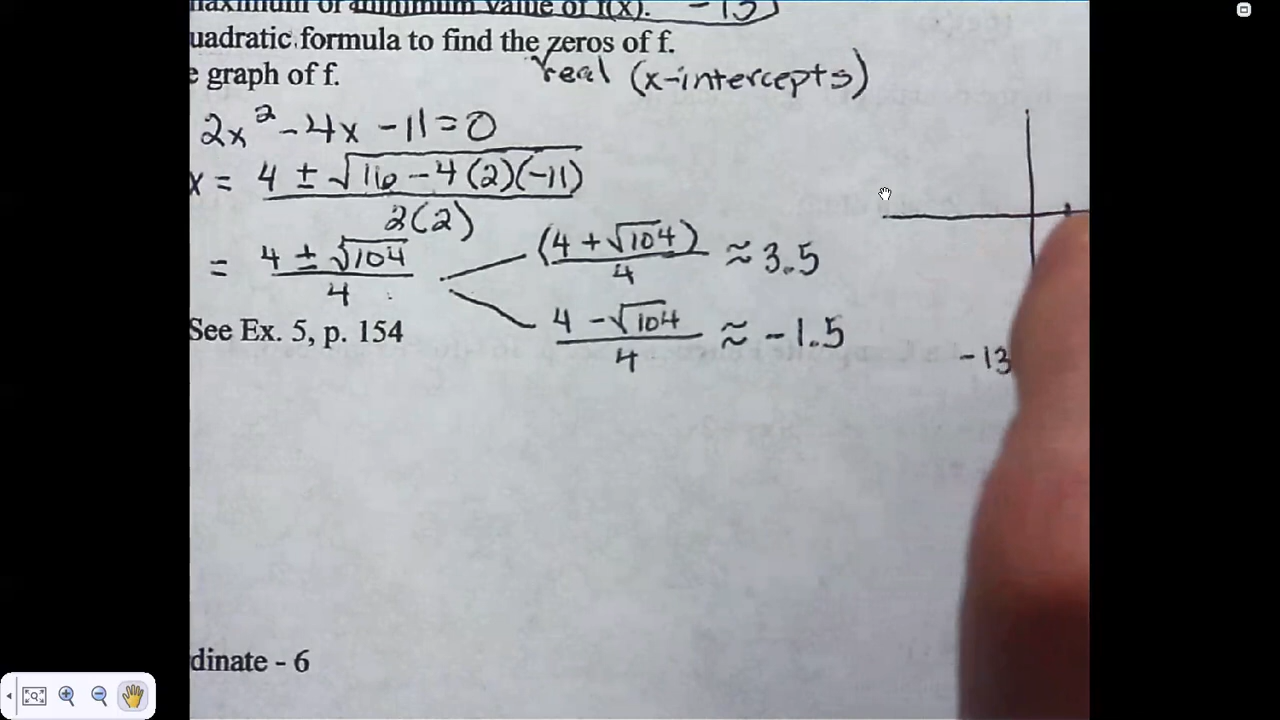 maximum or minimum value of f(x). -13
uadratic formula to find the zeros of f.
e graph of f. real (x-intercepts)
2x² - 4x - 11 = 0
x = 4 ± √16 - 4(2)(-11)
2(2)
= 4 ± √104
4
(4 + √104)
4
≈ 3.5
4 - √104
4
≈ -1.5
-13
See Ex. 5, p. 154
dinate - 6